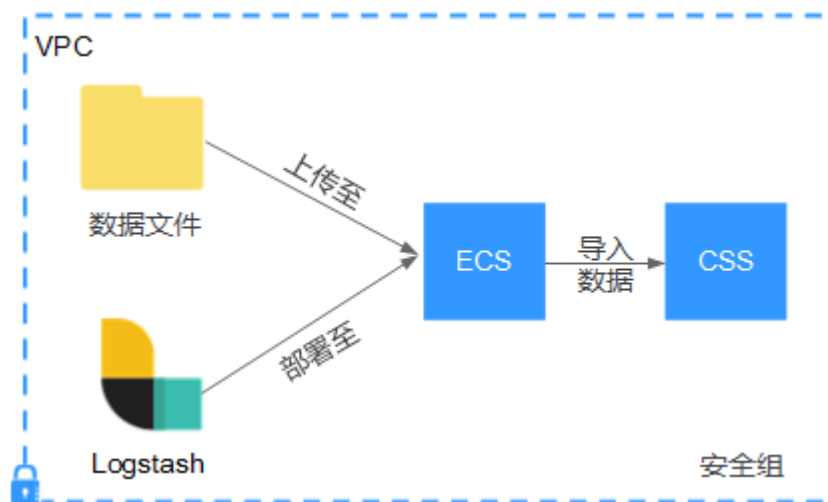 VPC
数据文件
上传至
ECS
导入
数据
CSS
部署至
Logstash
安全组